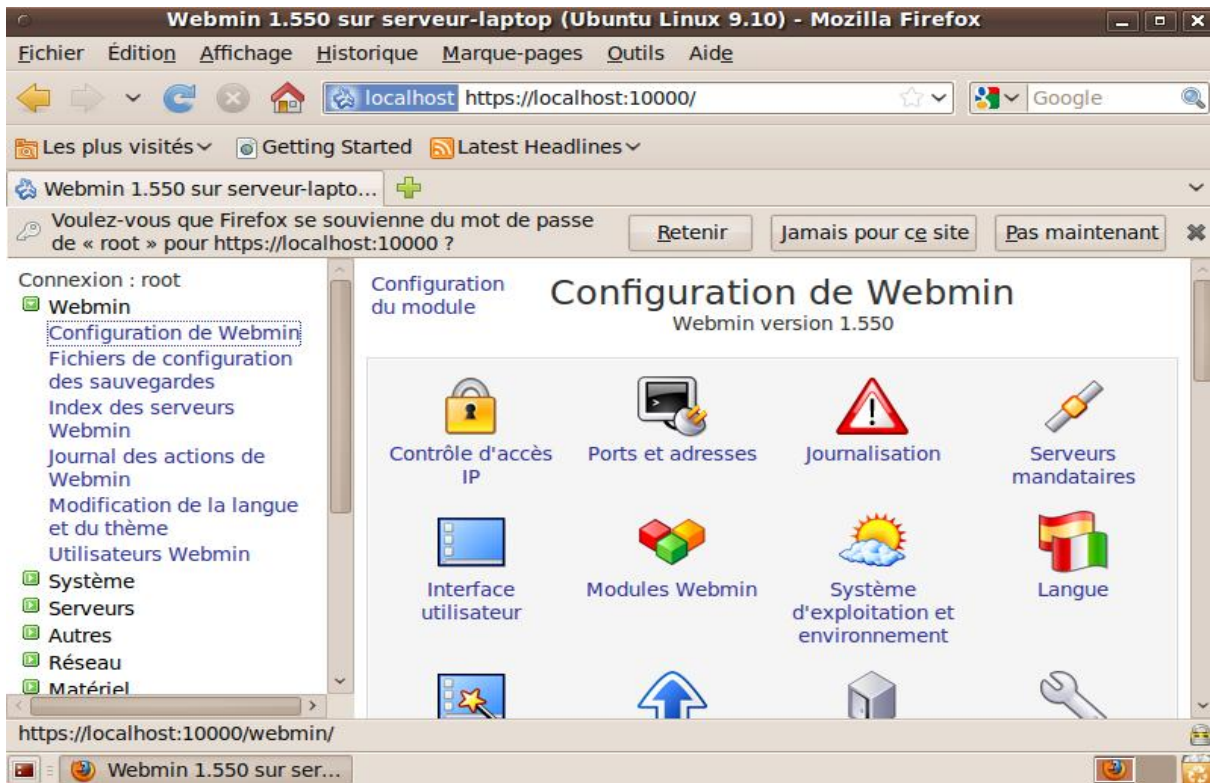 Webmin 1.550 sur serveur-laptop (Ubuntu Linux 9.10) - Mozilla Firefox
Fichier Édition Affichage Historique Marque-pages Outils Aide
localhost https://localhost:10000/ Google
Les plus visités Getting Started Latest Headlines
Webmin 1.550 sur serveur-lapto...
Voulez-vous que Firefox se souvienne du mot de passe
de « root » pour https://localhost:10000 ?
Retenir Jamais pour ce site Pas maintenant
Connexion : root
Webmin
Configuration de Webmin
Fichiers de configuration
des sauvegardes
Index des serveurs
Webmin
Journal des actions de
Webmin
Modification de la langue
et du thème
Utilisateurs Webmin
Système
Serveurs
Autres
Réseau
Matériel
Configuration
du module
Configuration de Webmin
Webmin version 1.550
Contrôle d'accès
IP
Ports et adresses
Journalisation
Serveurs
mandataires
Interface
utilisateur
Modules Webmin
Système
d'exploitation et
environnement
Langue
https://localhost:10000/webmin/
Webmin 1.550 sur ser...